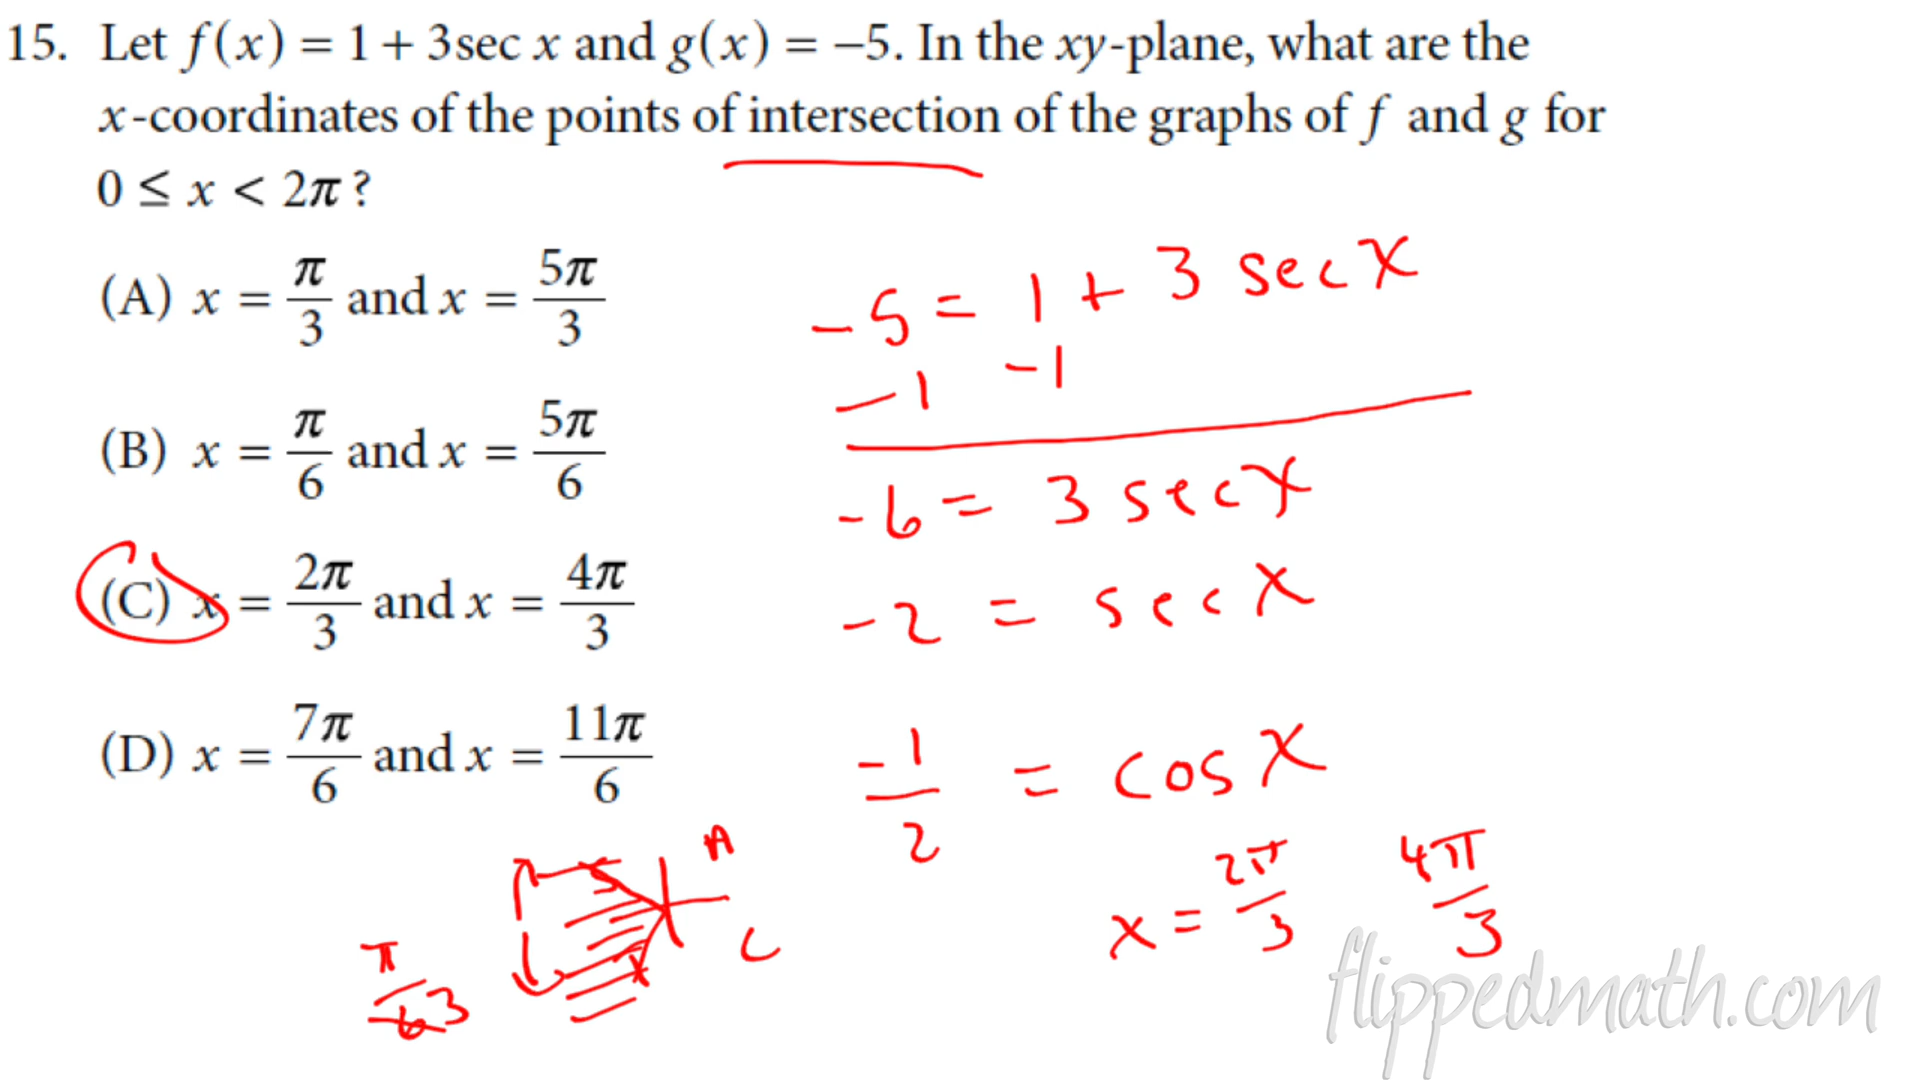 15. Let f(x) = 1 + 3sec x and g(x) = −5. In the xy-plane, what are the
x-coordinates of the points of intersection of the graphs of f and g for
0 ≤ x < 2π?
(A) x = π/3 and x = 5π/3
(B) x = π/6 and x = 5π/6
(C) x = 2π/3 and x = 4π/3
(D) x = 7π/6 and x = 11π/6
-5 = 1 + 3 sec x
-1 -1
-6 = 3 sec x
-2 = sec x
-1/2 = cos x
x = 2π/3 4π/3
S A
T C
π/6 3
flippedmath.com